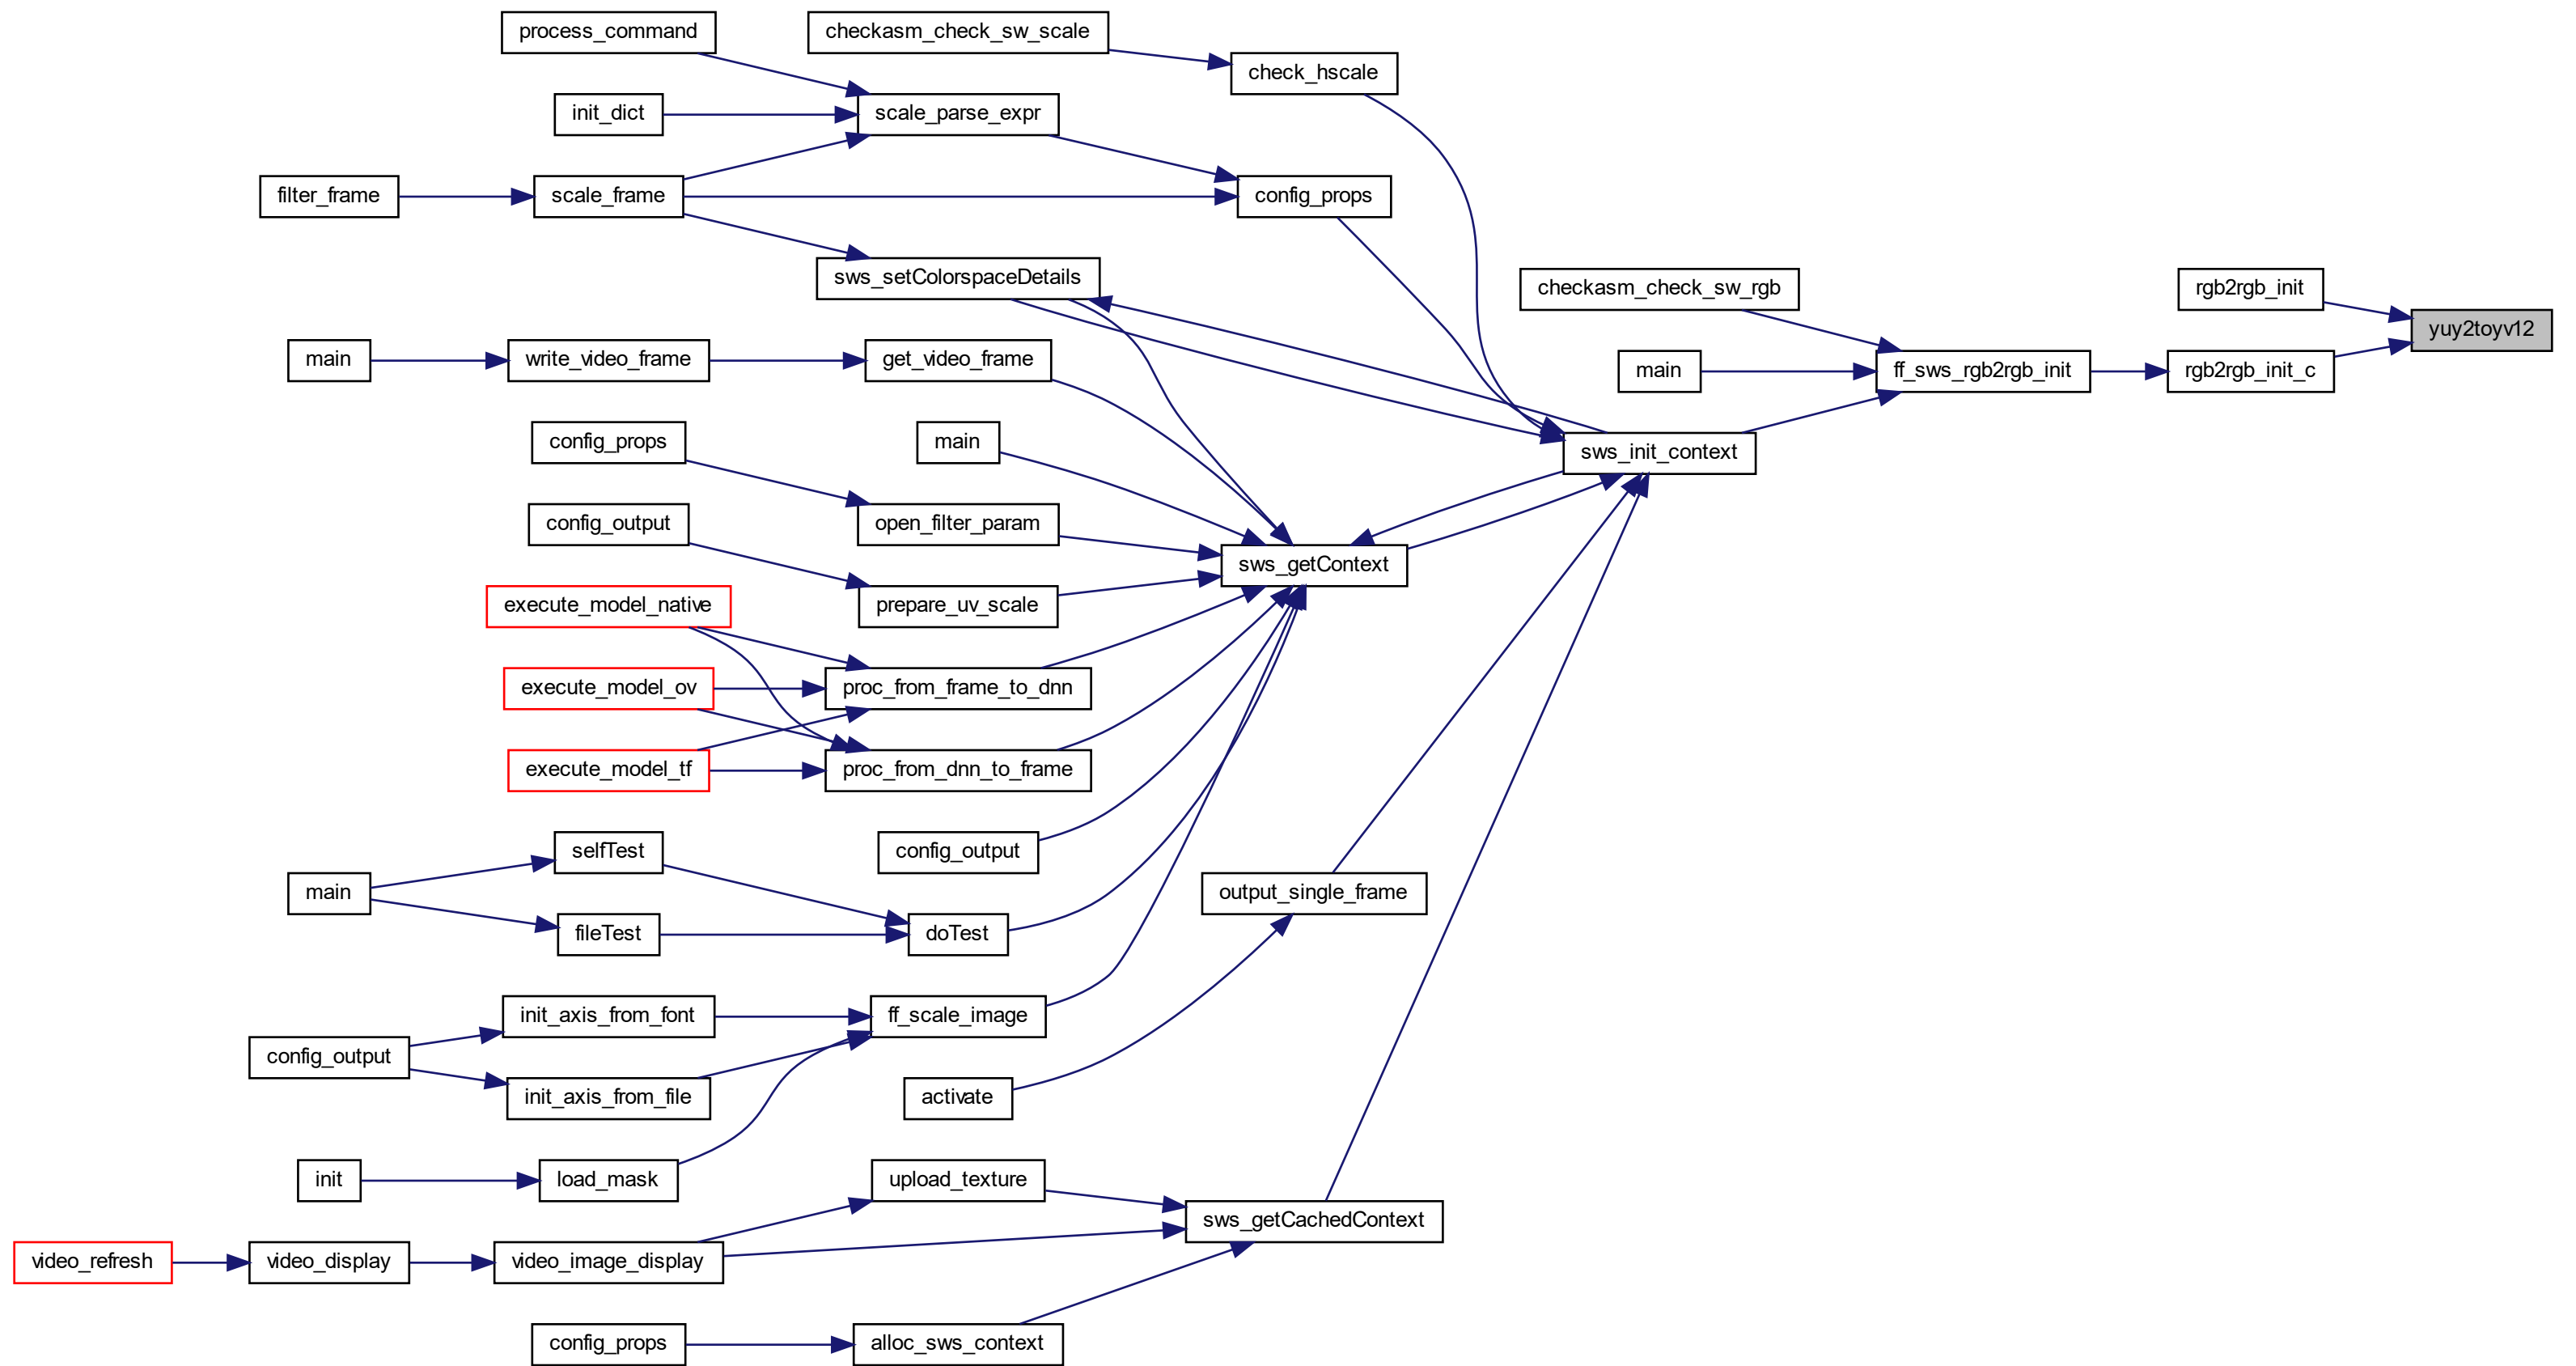 process_command
checkasm_check_sw_scale
check_hscale
init_dict
scale_parse_expr
filter_frame
scale_frame
config_props
sws_setColorspaceDetails
checkasm_check_sw_rgb
rgb2rgb_init
yuy2toyv12
main
write_video_frame
get_video_frame
main
ff_sws_rgb2rgb_init
rgb2rgb_init_c
config_props
main
sws_init_context
config_output
open_filter_param
sws_getContext
execute_model_native
prepare_uv_scale
execute_model_ov
proc_from_frame_to_dnn
execute_model_tf
proc_from_dnn_to_frame
selfTest
config_output
main
output_single_frame
fileTest
doTest
init_axis_from_font
ff_scale_image
config_output
init_axis_from_file
activate
init
load_mask
upload_texture
sws_getCachedContext
video_refresh
video_display
video_image_display
config_props
alloc_sws_context